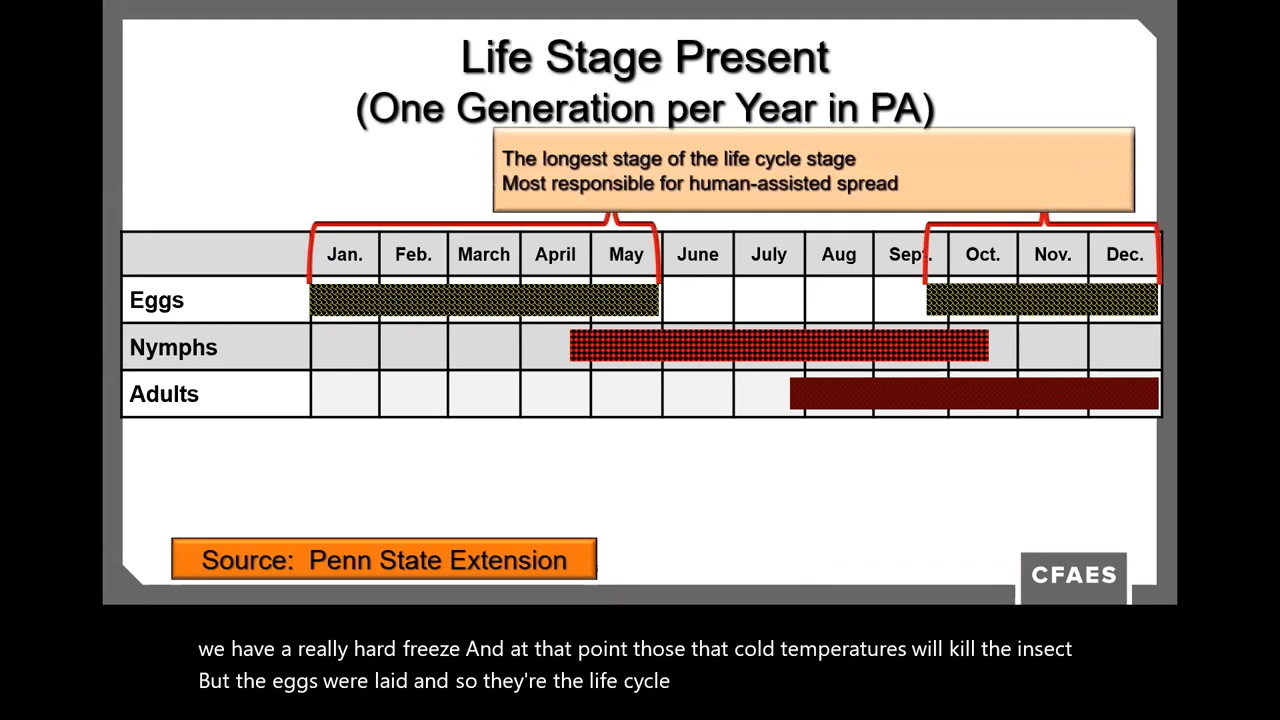 Life Stage Present
(One Generation per Year in PA)
The longest stage of the life cycle stage
Most responsible for human-assisted spread
Jan. Feb. March April May June July Aug Sept. Oct. Nov. Dec.
Eggs
Nymphs
Adults
Source: Penn State Extension
CFAES
we have a really hard freeze And at that point those that cold temperatures will kill the insect
But the eggs were laid and so they're the life cycle